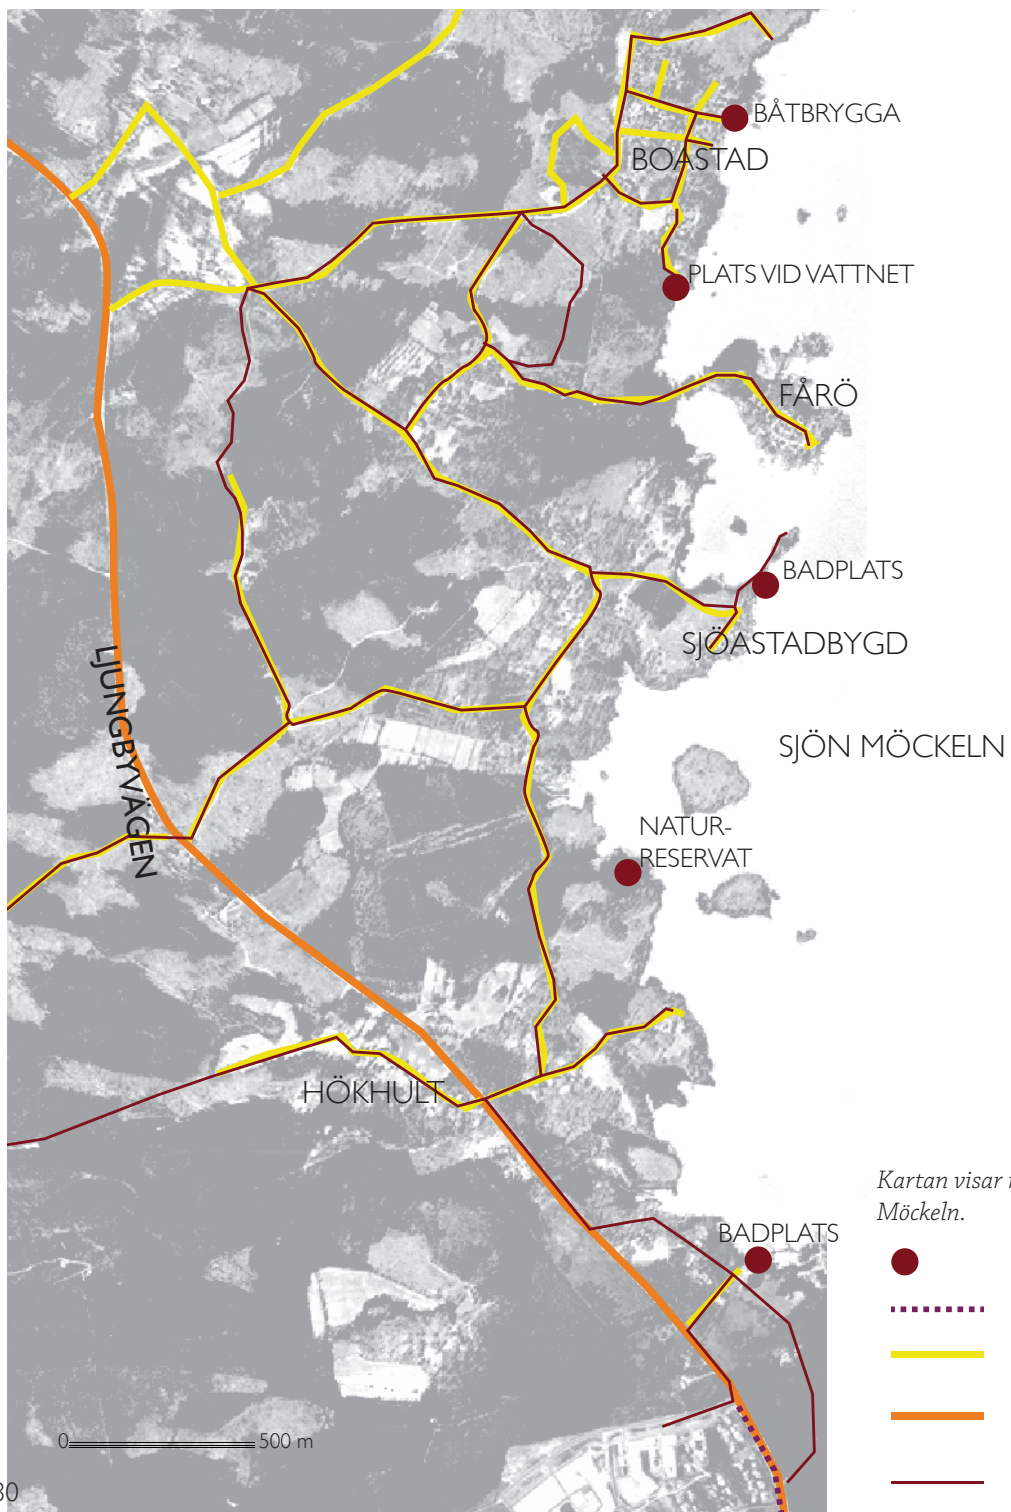 BÅTBRYGGA
BOASTAD
PLATS VID VATTNET
FÅRÖ
BADPLATS
SJÖASTADBYGD
LJUNGBYVÄGEN
SJÖN MÖCKELN
NATUR-
RESERVAT
HÖKHULT
Kartan visar
Möckeln.
BADPLATS
0 500 m
30